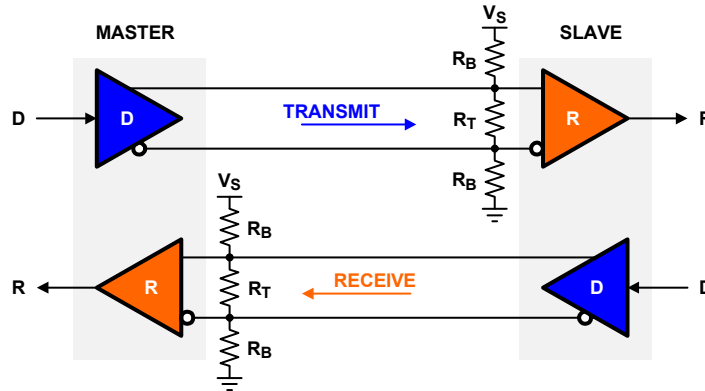 MASTER
SLAVE
VS
RB
D
D
TRANSMIT
RT
R
RB
VS
RB
R
R
RECEIVE
RT
D
RB